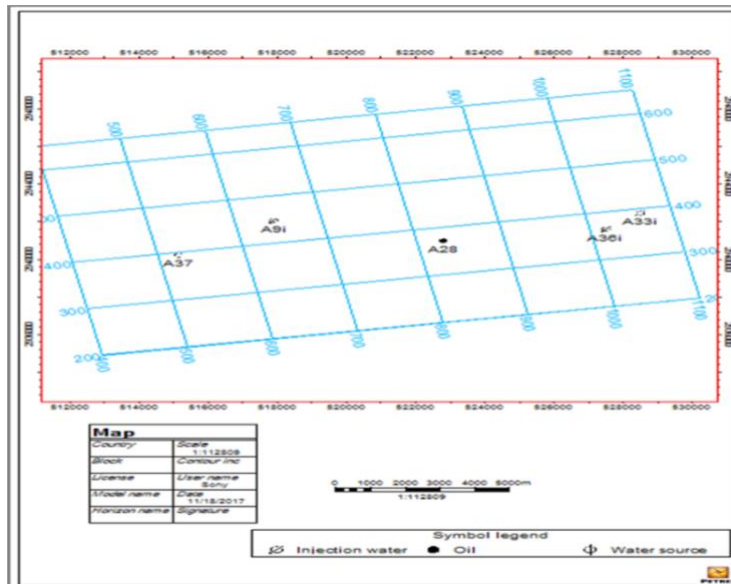 512000 514000 516000 518000 520000 522000 524000 526000 528000 530000
500 600 700 800 900 1000 1100
600
500
400
300
400
300
200
A9i
A33i
A36i
A28
A37
400 500 600 700 800 900 1000 1100
512000 514000 516000 518000 520000 522000 524000 526000 528000 530000
Map
Country Scale
1:112809
Block Contour inc
License User name
Sony
Model name Date
11/18/2017
Horizon name Signature
0 1000 2000 3000 4000 5000m
1:112809
Symbol legend
Injection water Oil Water source